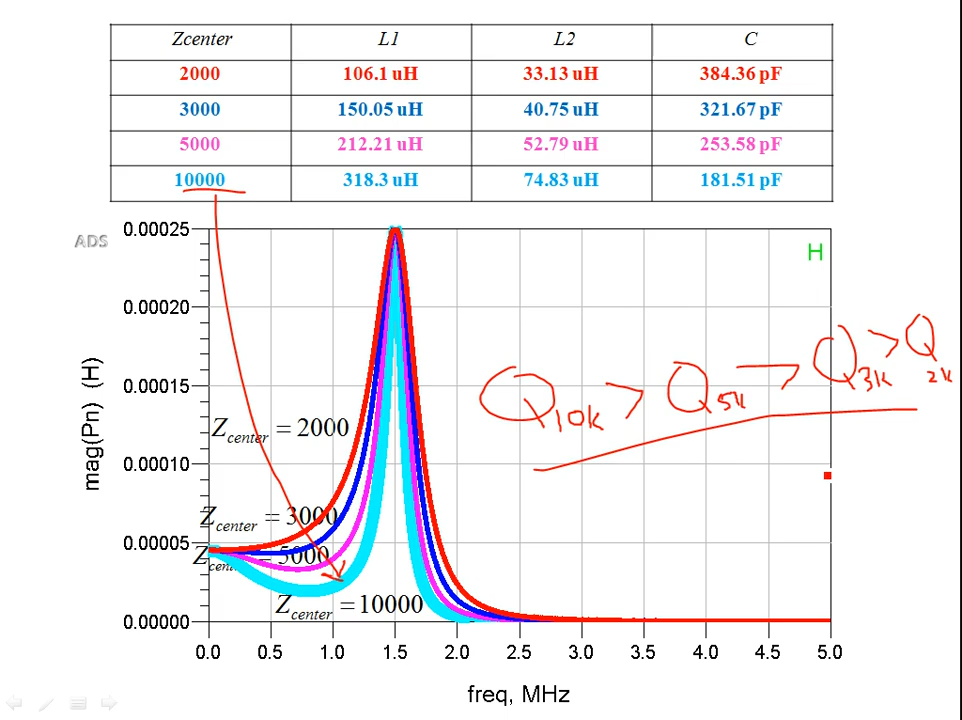 Zcenter L1 L2 C
2000 106.1 uH 33.13 uH 384.36 pF
3000 150.05 uH 40.75 uH 321.67 pF
5000 212.21 uH 52.79 uH 253.58 pF
10000 318.3 uH 74.83 uH 181.51 pF
ADS
H
mag(Pn) (H)
0.00025
0.00020
0.00015
0.00010
0.00005
0.00000
Zcenter = 2000
Zcenter = 3000
Zcenter = 5000
Zcenter = 10000
Q10K > Q5K > Q3K > Q2K
0.0 0.5 1.0 1.5 2.0 2.5 3.0 3.5 4.0 4.5 5.0
freq, MHz